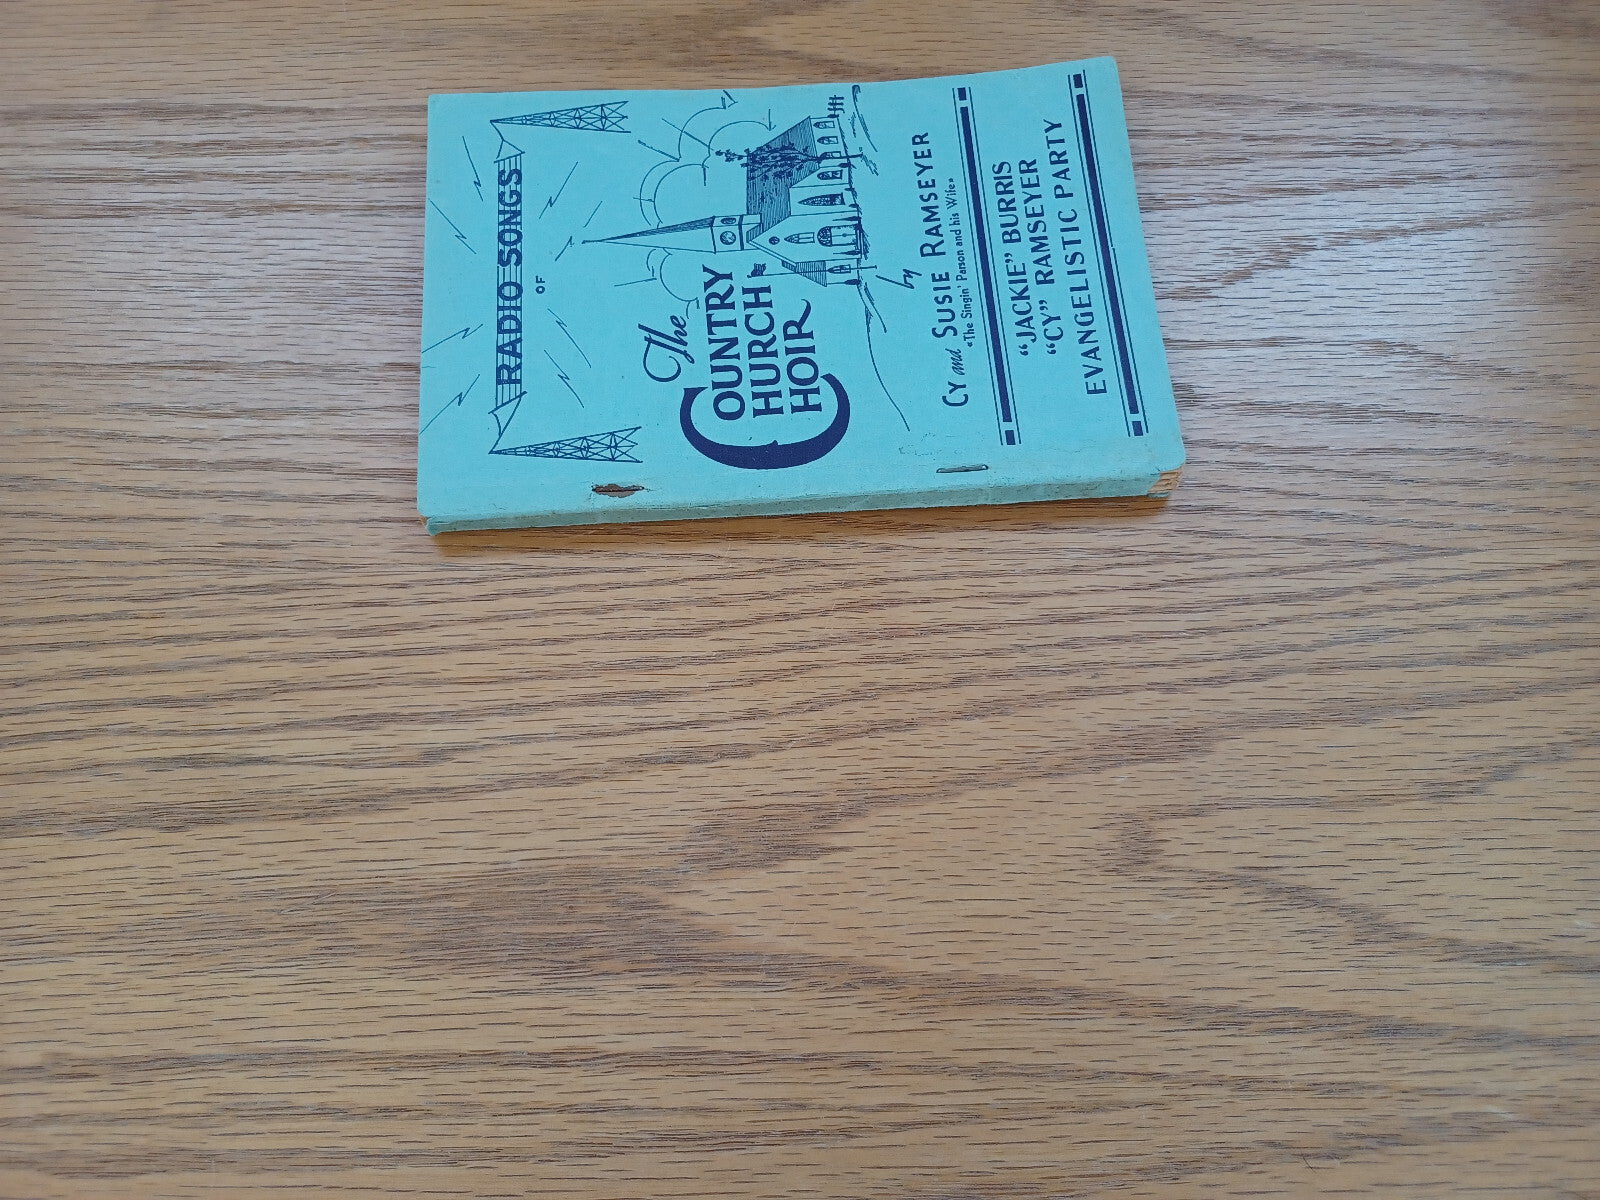 RADIO SONGS
OF
The
COUNTRY
CHURCH
CHOIR
by
CY and SUSIE RAMSEYER
"The Singin' Parson and his Wife"
"JACKIE" BURRIS
"CY" RAMSEYER
EVANGELISTIC PARTY